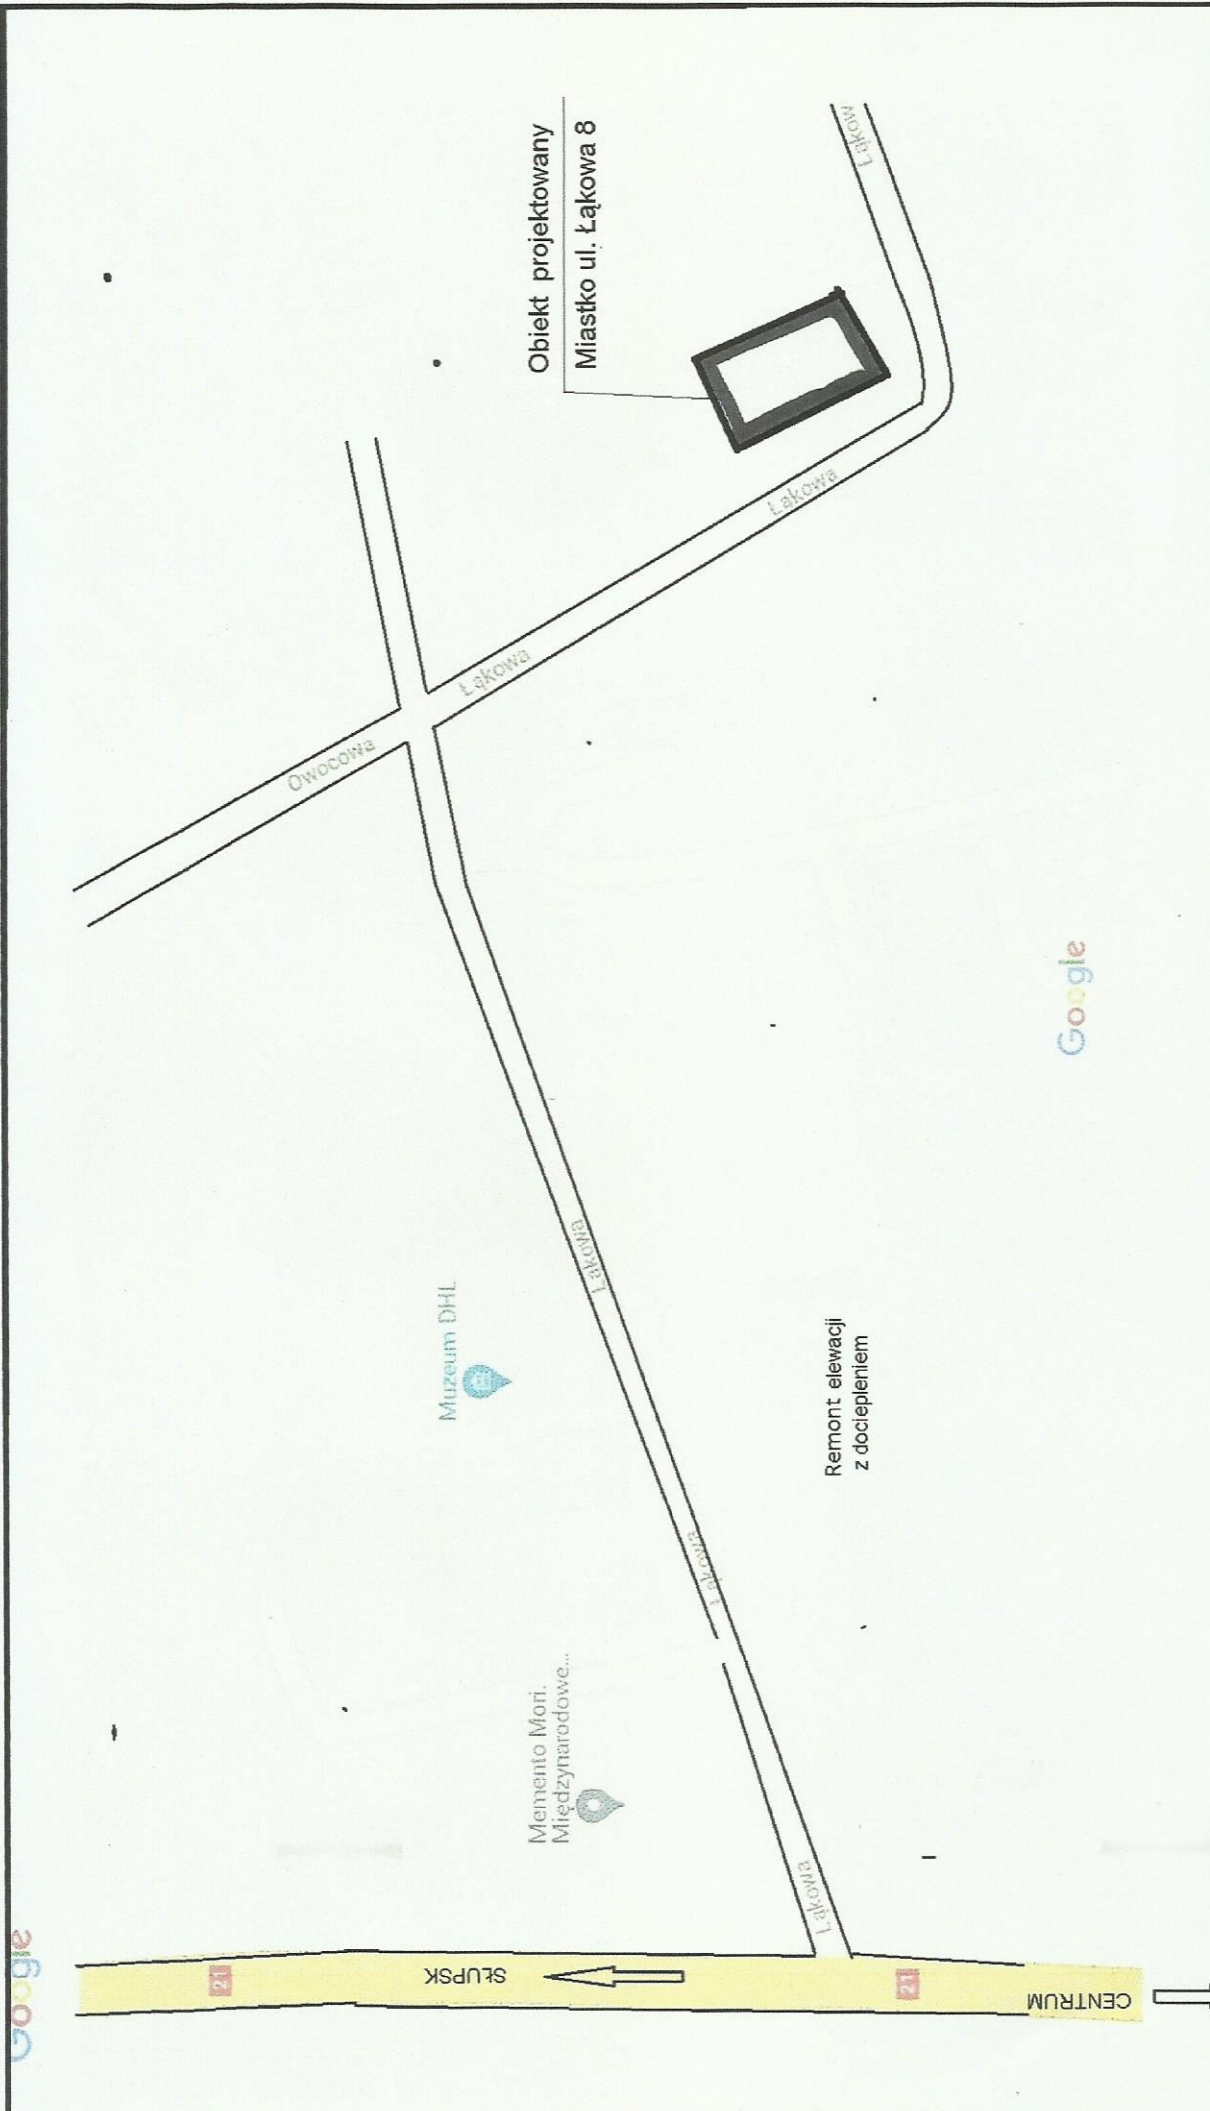 Obiekt projektowany
Miastko ul. Łąkowa 8
Łąkow
Łąkowa
Łąkowa
Owocowa
Google
Łąkowa
Muzeum DHL
Remont elewacji
z dociepleniem
Łąkowa
Memento Mori.
Międzynarodowe...
Łąkowa
Google
21
SŁUPSK
21
CENTRUM